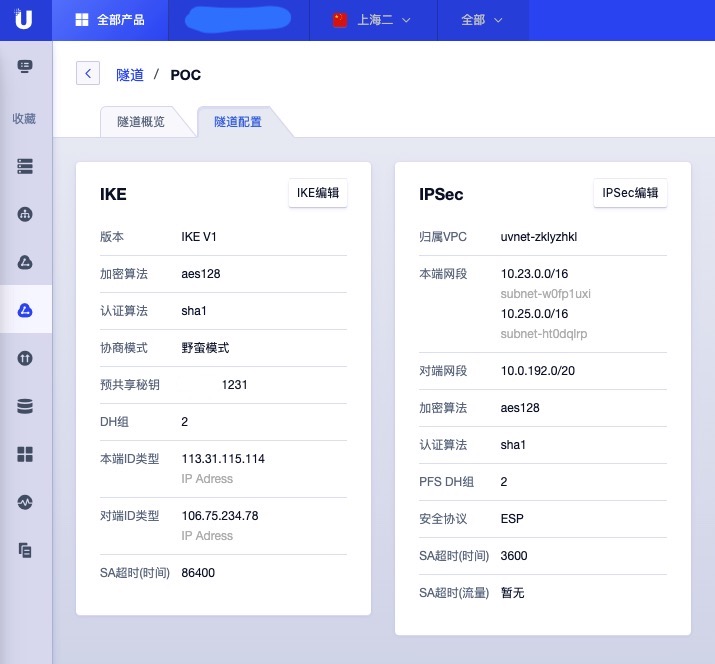 U
全部产品
上海二
全部
隧道 / POC
收藏
隧道概览
隧道配置
IKE
IKE编辑
版本 IKE V1
加密算法 aes128
认证算法 sha1
协商模式 野蛮模式
预共享秘钥 1231
DH组 2
本端ID类型 113.31.115.114
IP Adress
对端ID类型 106.75.234.78
IP Adress
SA超时(时间) 86400
IPSec
IPSec编辑
归属VPC uvnet-zklyzhkl
本端网段 10.23.0.0/16
subnet-w0fp1uxi
10.25.0.0/16
subnet-ht0dqlrp
对端网段 10.0.192.0/20
加密算法 aes128
认证算法 sha1
PFS DH组 2
安全协议 ESP
SA超时(时间) 3600
SA超时(流量) 暂无